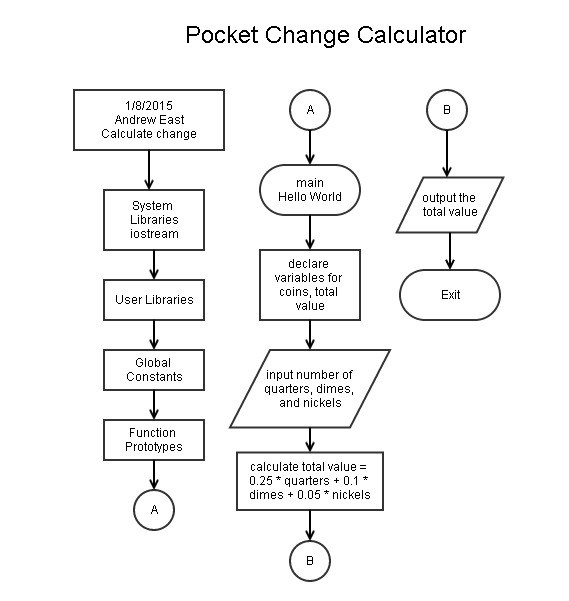 Pocket Change Calculator
1/8/2015
Andrew East
Calculate change
System
Libraries
iostream
User Libraries
Global
Constants
Function
Prototypes
A
A
main
Hello World
declare
variables for
coins, total
value
input number of
quarters, dimes,
and nickels
calculate total value =
0.25 * quarters + 0.1 *
dimes + 0.05 * nickels
B
B
output the
total value
Exit